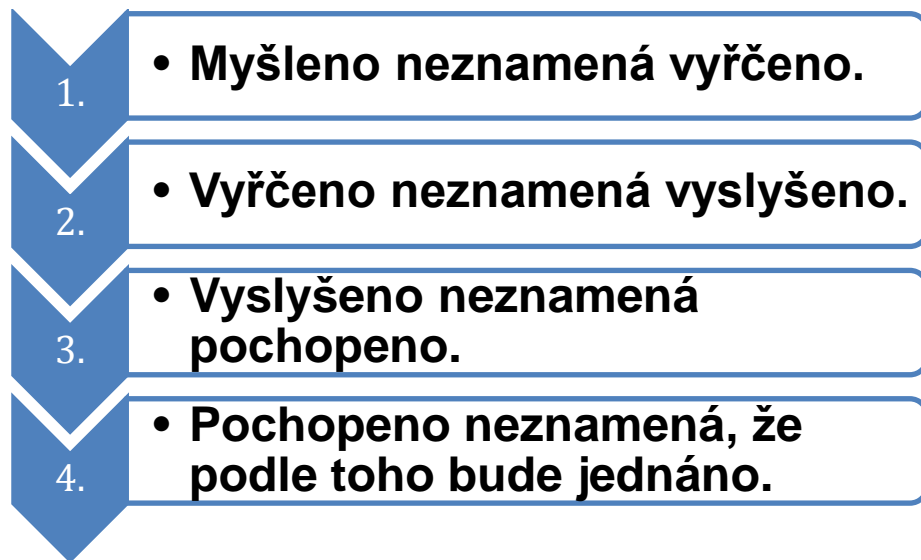 1.
• Myšleno neznamená vyřčeno.
2.
• Vyřčeno neznamená vyslyšeno.
3.
• Vyslyšeno neznamená
pochopeno.
4.
• Pochopeno neznamená, že
podle toho bude jednáno.